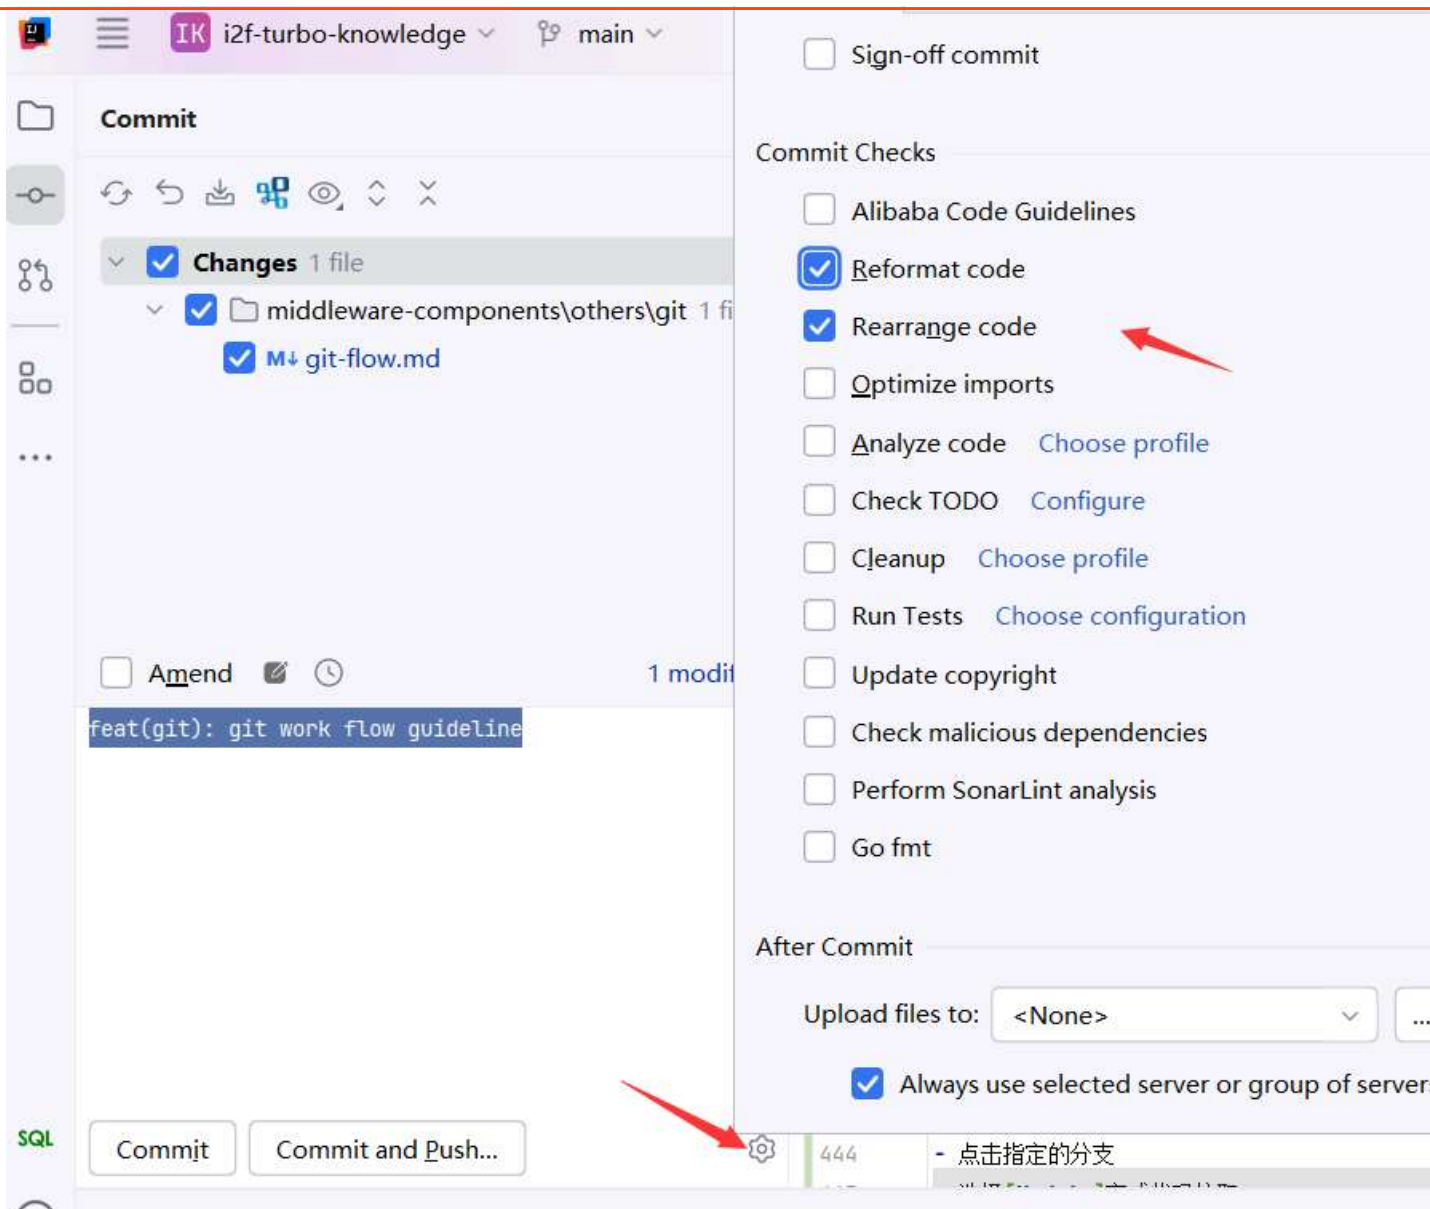 IK i2f-turbo-knowledge main
Commit
Changes 1 file
middleware-components\others\git 1 fi
M↓ git-flow.md
Amend
1 modif
feat(git): git work flow guideline
SQL
Commit
Commit and Push...
Sign-off commit
Commit Checks
Alibaba Code Guidelines
Reformat code
Rearrange code
Optimize imports
Analyze code Choose profile
Check TODO Configure
Cleanup Choose profile
Run Tests Choose configuration
Update copyright
Check malicious dependencies
Perform SonarLint analysis
Go fmt
After Commit
Upload files to: <None> ...
Always use selected server or group of server
444 - 点击指定的分支